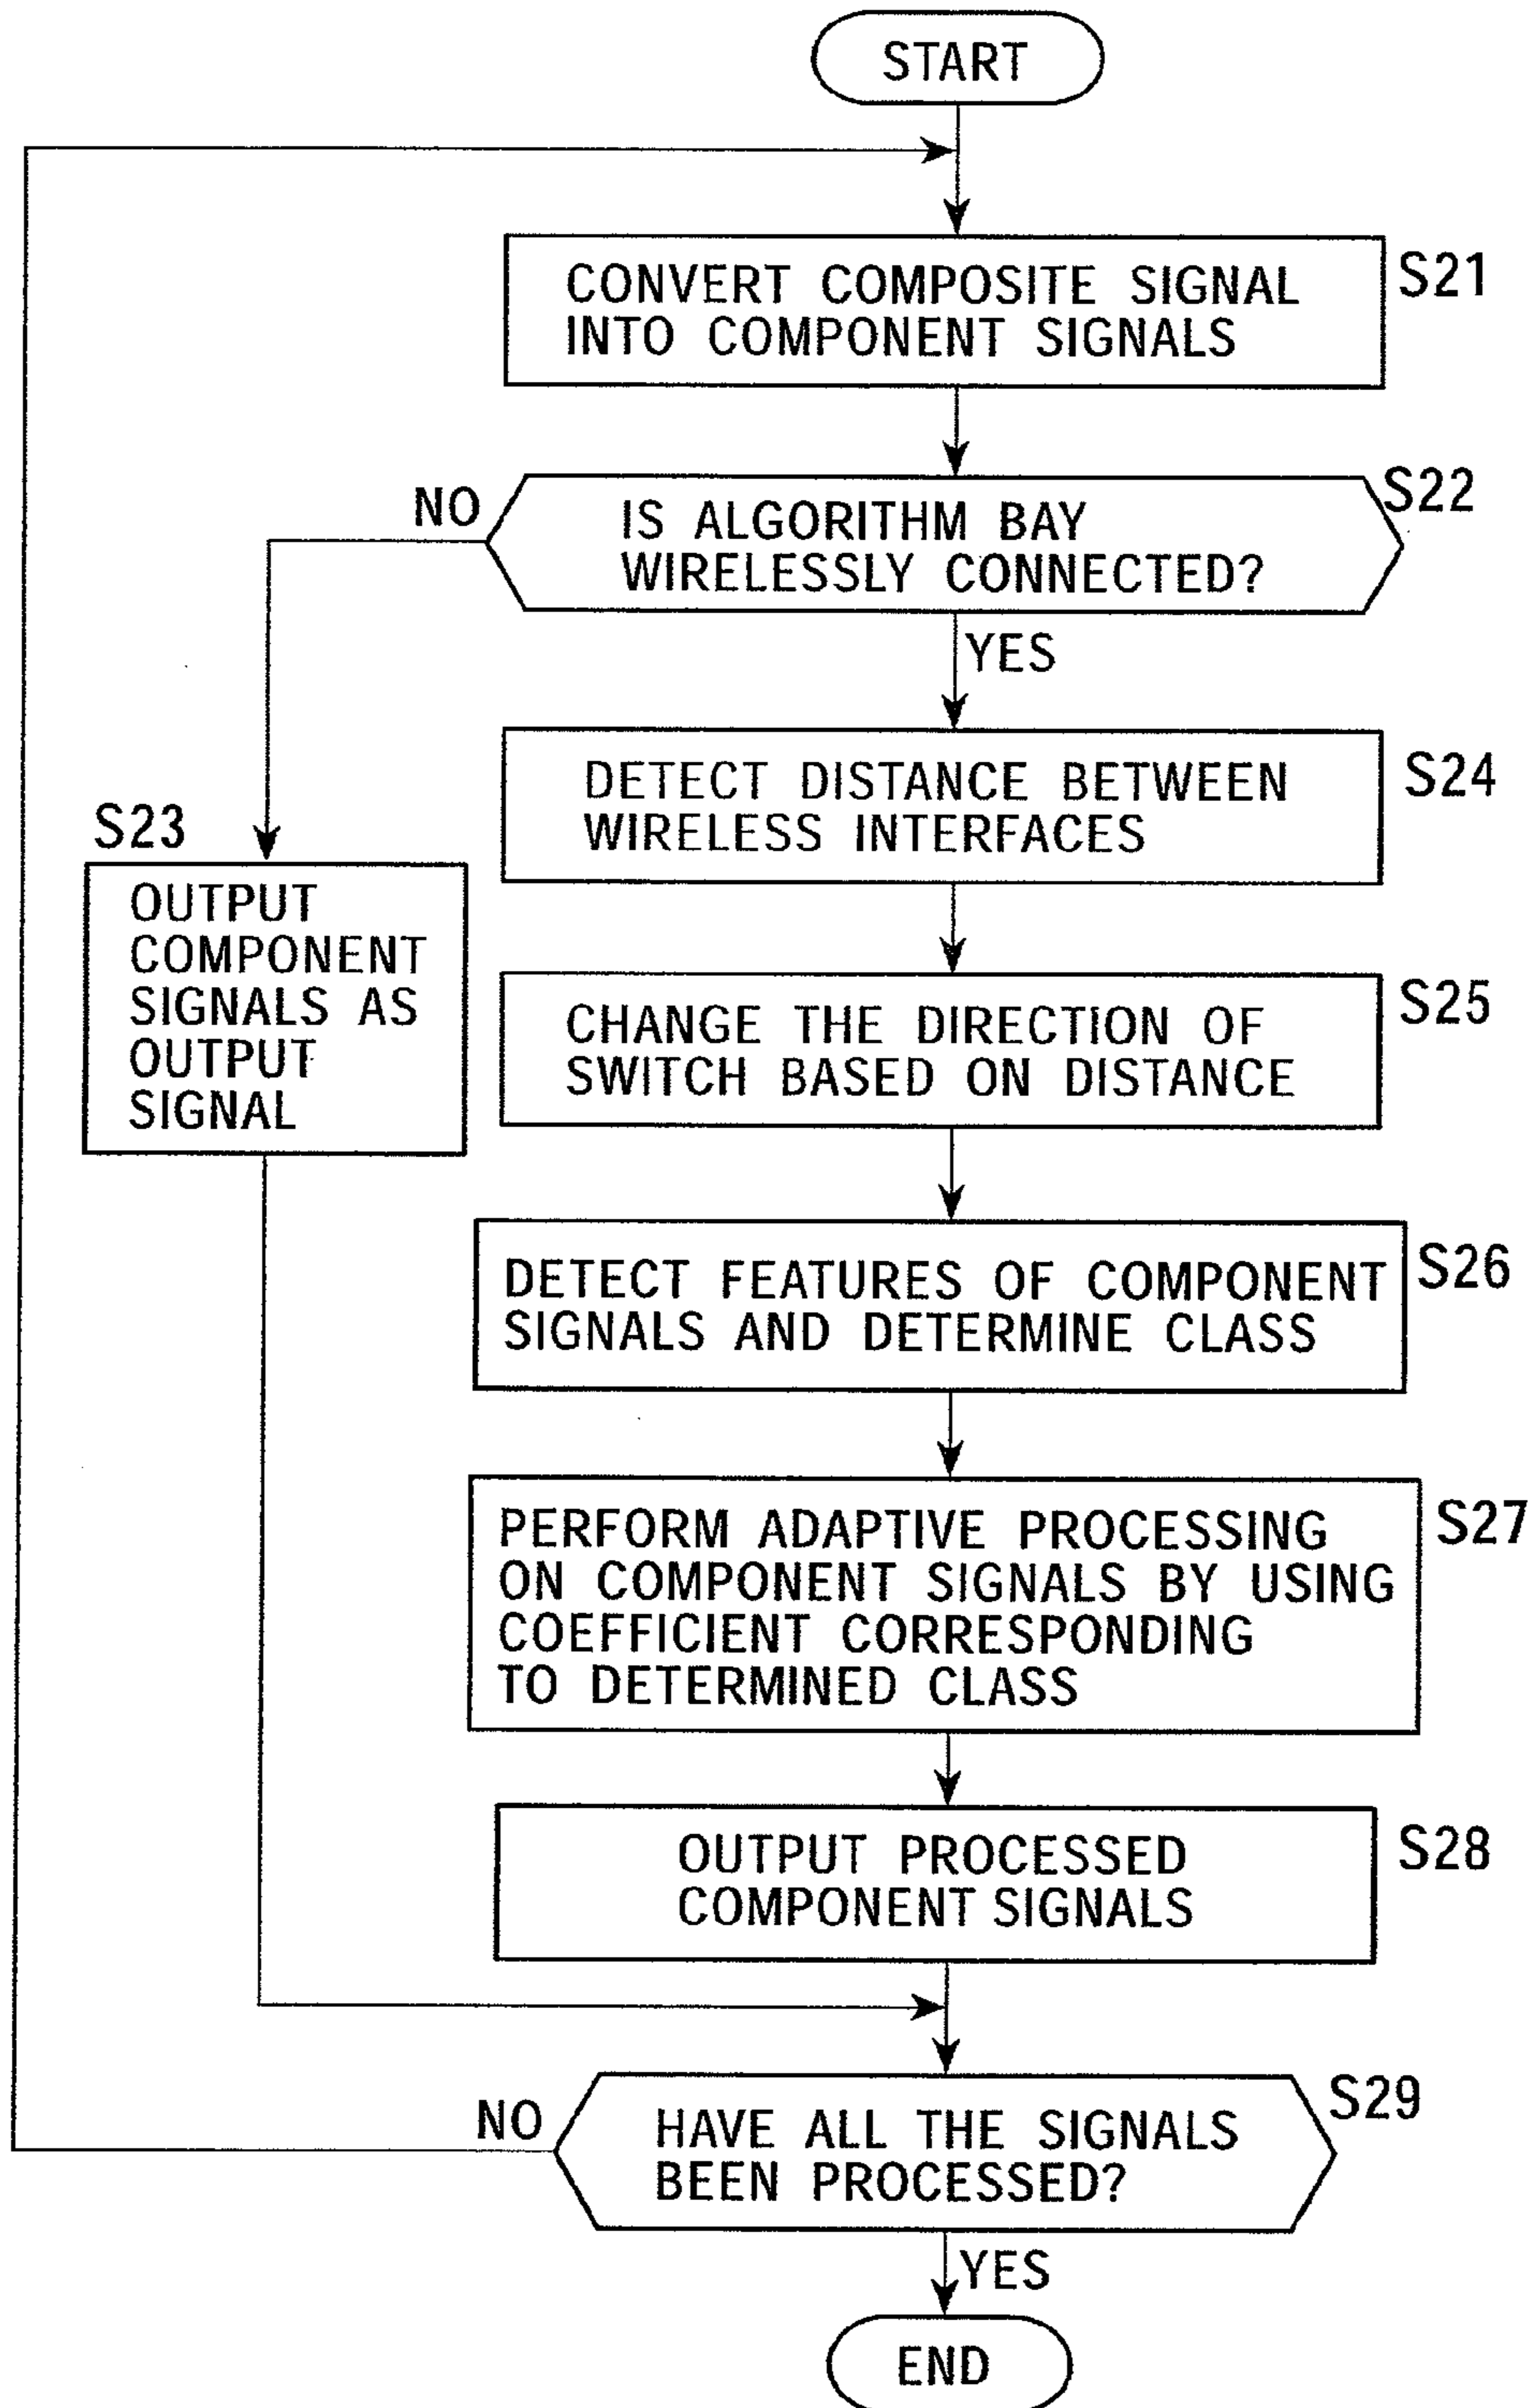 START
CONVERT COMPOSITE SIGNAL
INTO COMPONENT SIGNALS
S21
NO
IS ALGORITHM BAY
WIRELESSLY CONNECTED?
S22
YES
DETECT DISTANCE BETWEEN
WIRELESS INTERFACES
S24
S23
OUTPUT
COMPONENT
SIGNALS AS
OUTPUT
SIGNAL
CHANGE THE DIRECTION OF
SWITCH BASED ON DISTANCE
S25
DETECT FEATURES OF COMPONENT
SIGNALS AND DETERMINE CLASS
S26
PERFORM ADAPTIVE PROCESSING
ON COMPONENT SIGNALS BY USING
COEFFICIENT CORRESPONDING
TO DETERMINED CLASS
S27
OUTPUT PROCESSED
COMPONENT SIGNALS
S28
NO
HAVE ALL THE SIGNALS
BEEN PROCESSED?
S29
YES
END